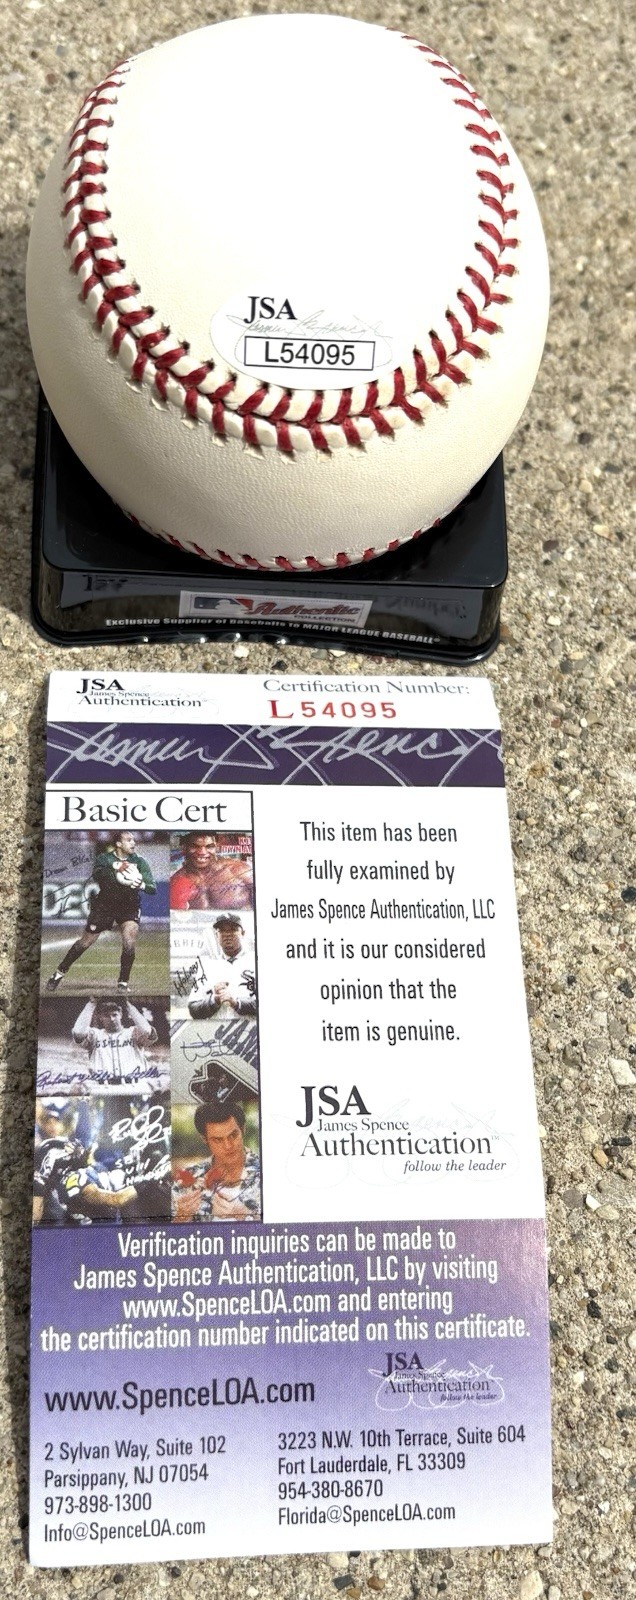 JSA
L54095
Authentic
COLLECTION
Exclusive Supplier of Baseballs to MAJOR LEAGUE BASEBALL®
JSA
James Spence
Authentication™
Certification Number:
L54095
Basic Cert
This item has been
fully examined by
James Spence Authentication, LLC
and it is our considered
opinion that the
item is genuine.
JSA
James Spence
Authentication™
follow the leader
Verification inquiries can be made to
James Spence Authentication, LLC by visiting
www.SpenceLOA.com and entering
the certification number indicated on this certificate.
www.SpenceLOA.com
JSA
James Spence
Authentication
follow the leader
2 Sylvan Way, Suite 102
Parsippany, NJ 07054
973-898-1300
Info@SpenceLOA.com
3223 N.W. 10th Terrace, Suite 604
Fort Lauderdale, FL 33309
954-380-8670
Florida@SpenceLOA.com